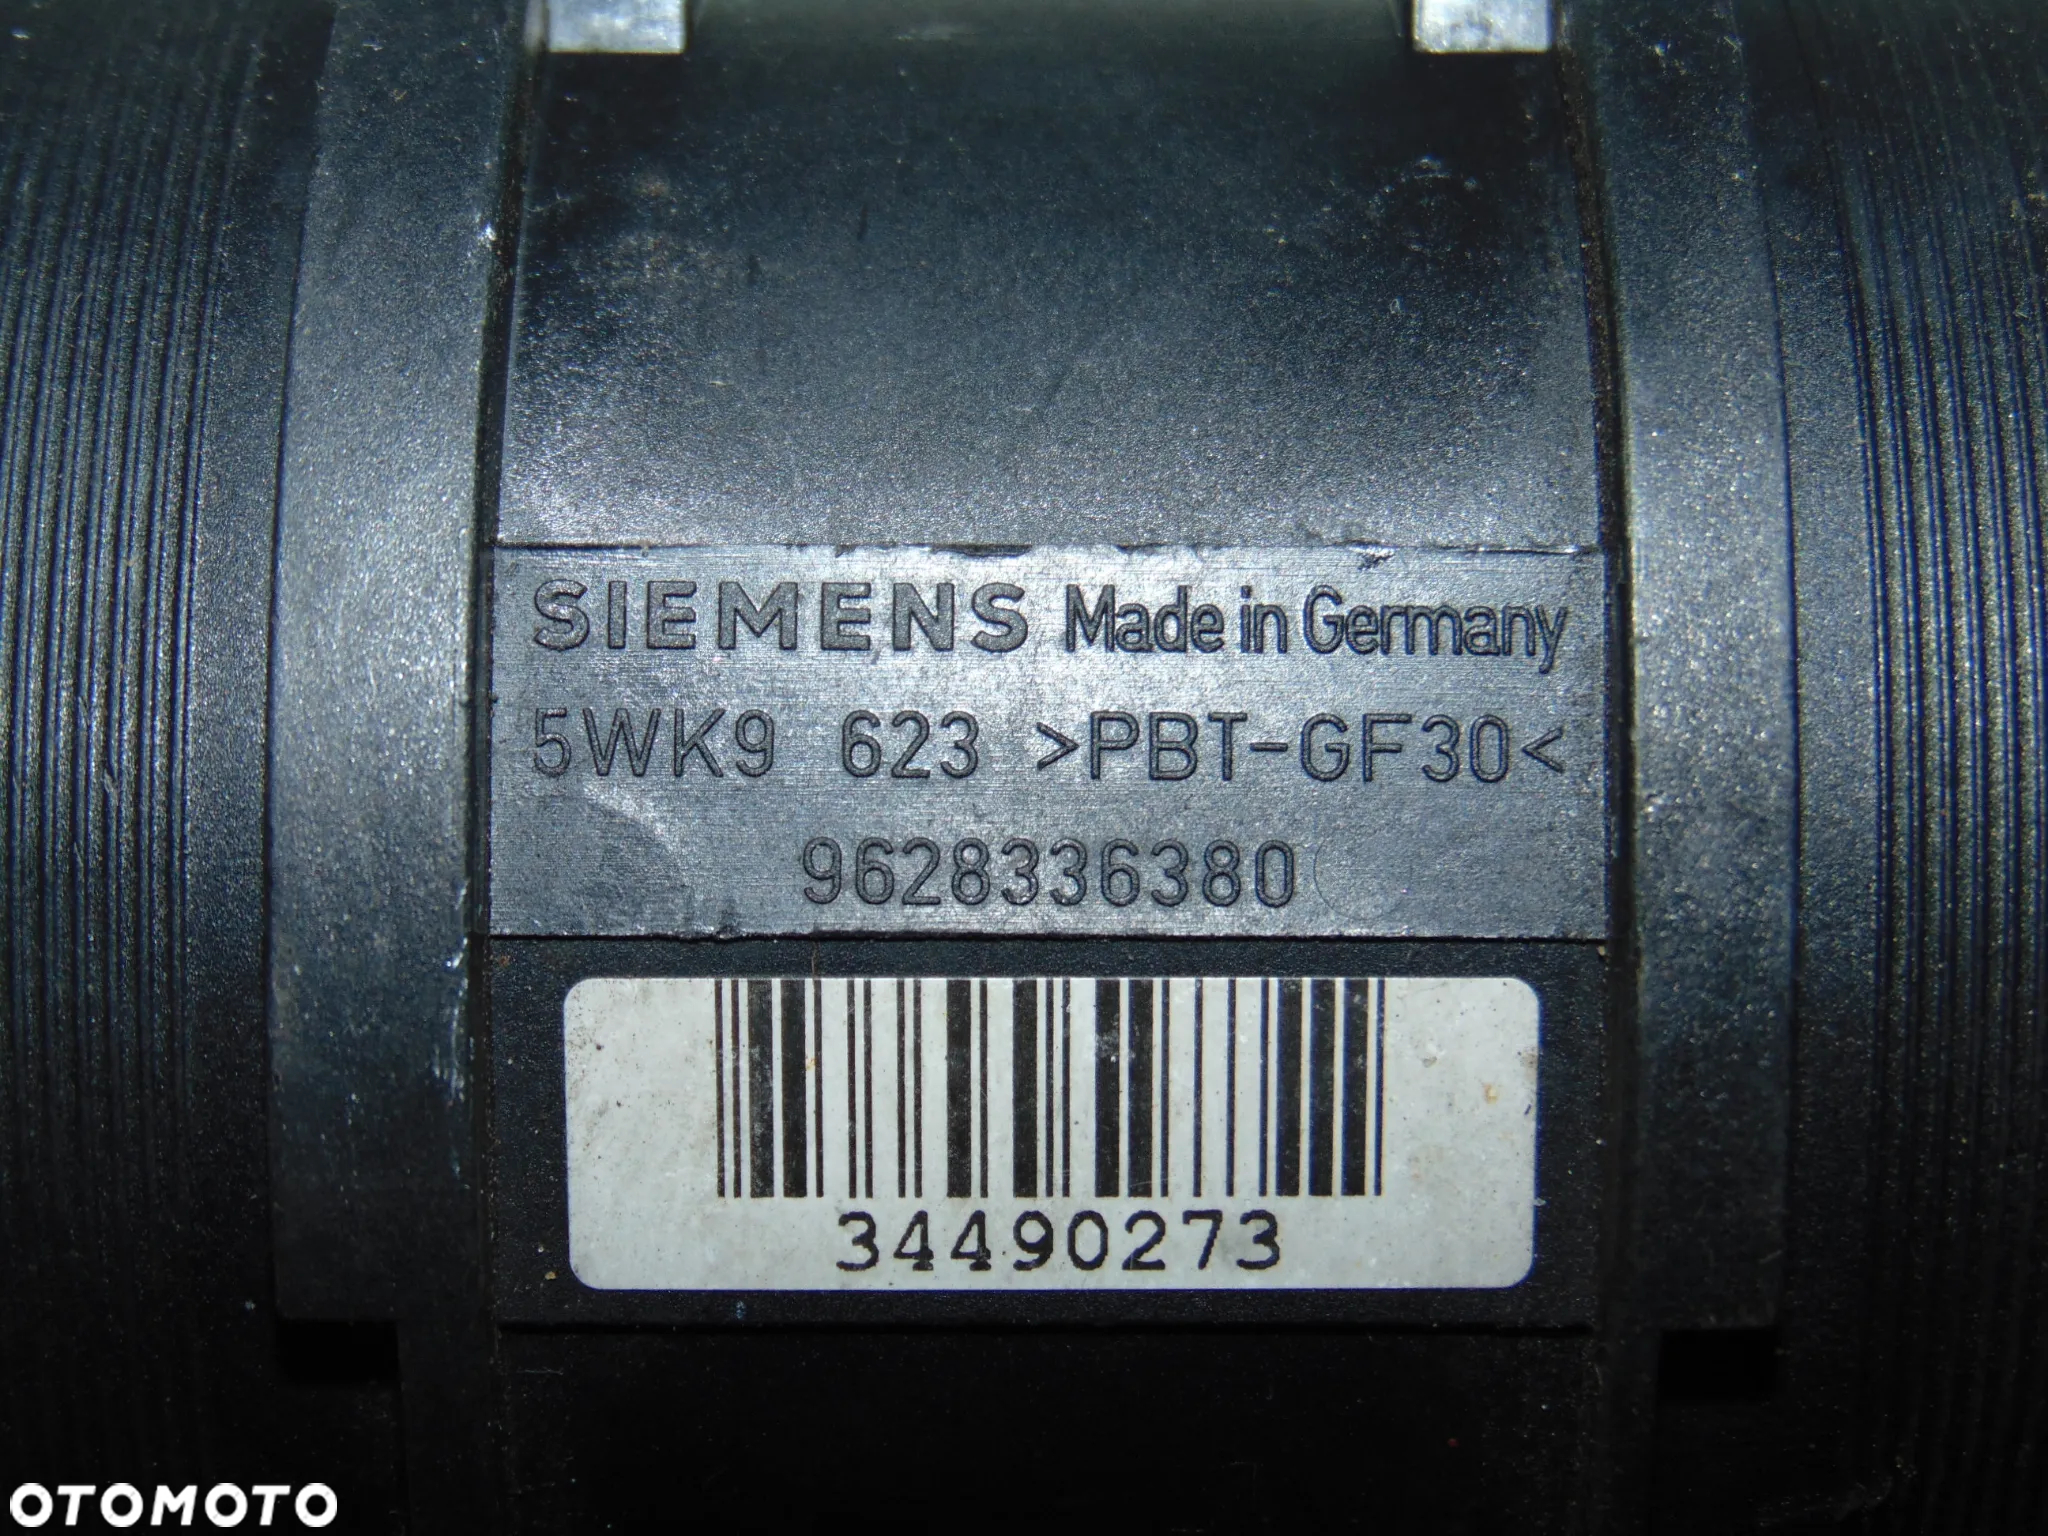 SIEMENS Made in Germany
5WK9 623 >PBT-GF30<
9628336380
34490273
OTOMOTO